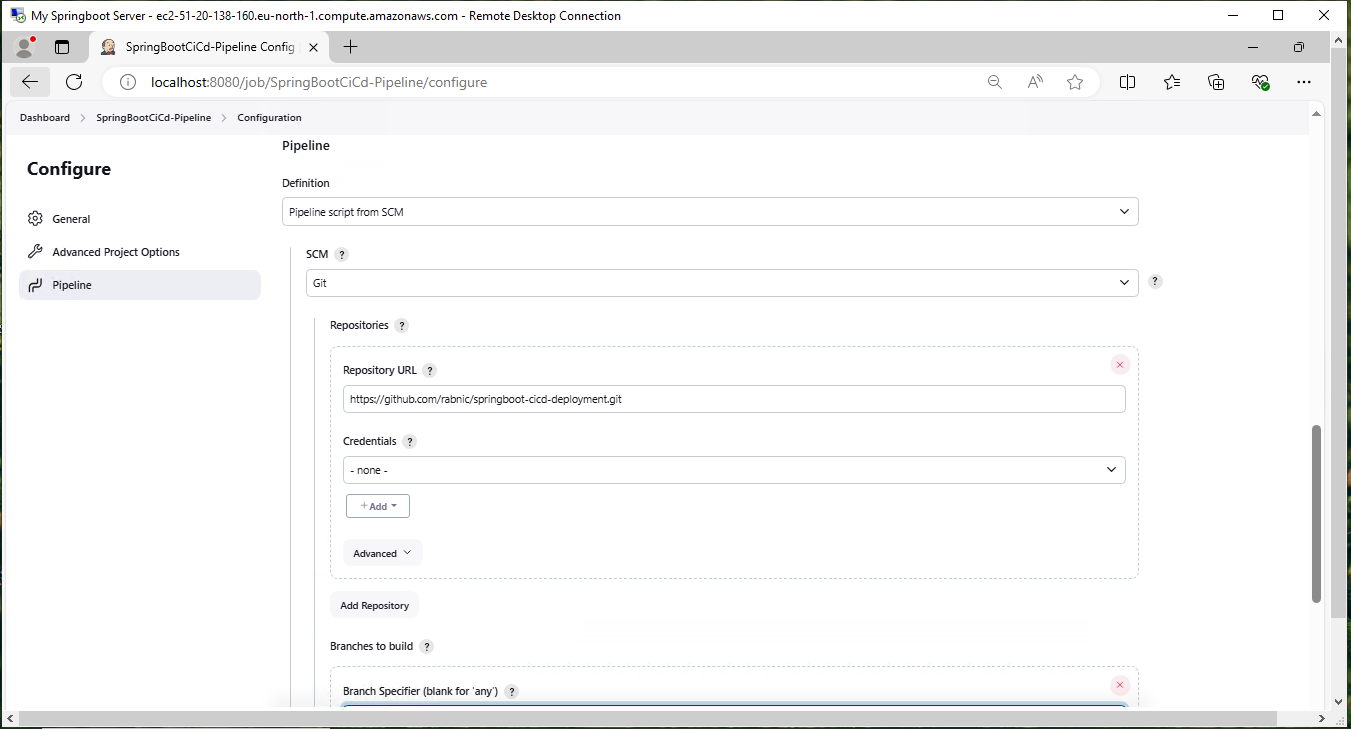 My Springboot Server - ec2-51-20-138-160.eu-north-1.compute.amazonaws.com - Remote Desktop Connection
SpringBootCiCd-Pipeline Config
localhost:8080/job/SpringBootCiCd-Pipeline/configure
Dashboard > SpringBootCiCd-Pipeline > Configuration
Configure
General
Advanced Project Options
Pipeline
Pipeline
Definition
Pipeline script from SCM
SCM ?
Git
?
Repositories ?
Repository URL ?
https://github.com/rabnic/springboot-cicd-deployment.git
Credentials ?
- none -
+ Add
Advanced
Add Repository
Branches to build ?
Branch Specifier (blank for 'any') ?